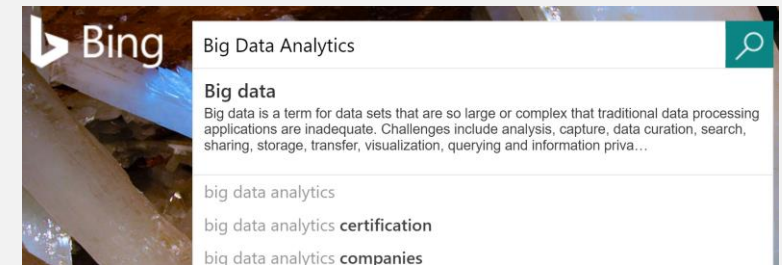 Bing
Big Data Analytics
Big data
Big data is a term for data sets that are so large or complex that traditional data processing
applications are inadequate. Challenges include analysis, capture, data curation, search,
sharing, storage, transfer, visualization, querying and information priva…
big data analytics
big data analytics certification
big data analytics companies